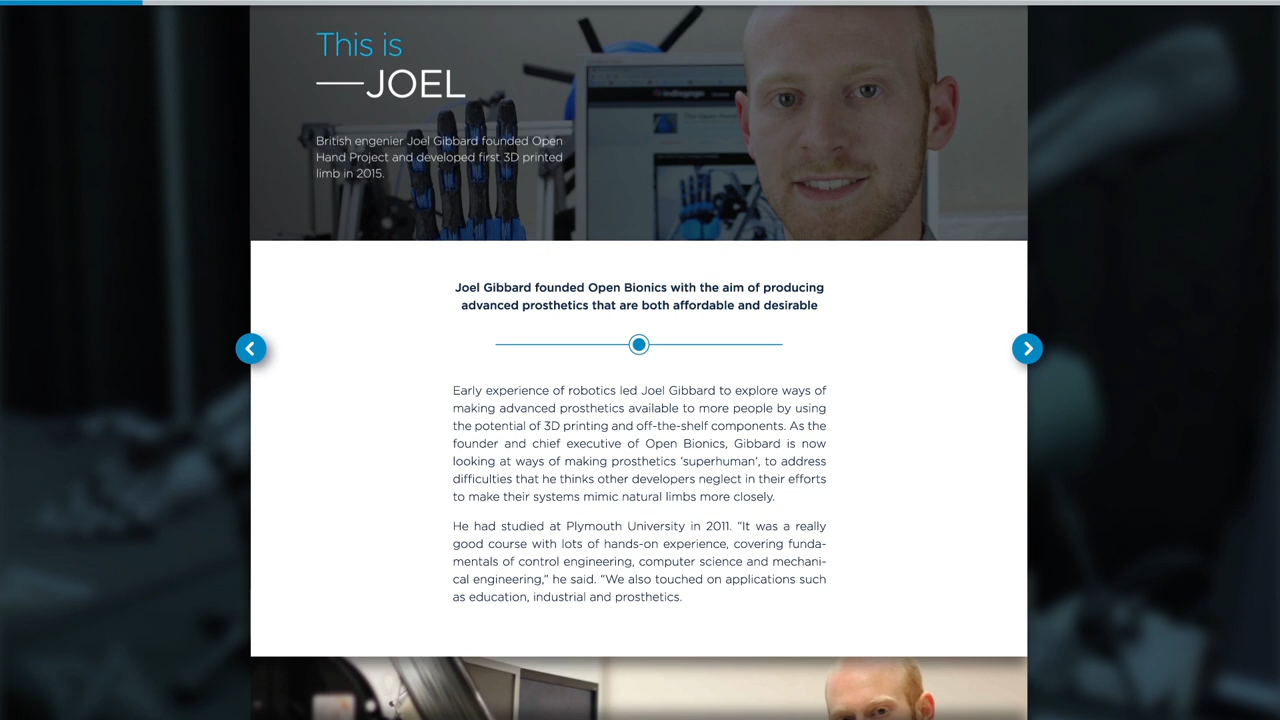 This is
—JOEL
British engenier Joel Gibbard founded Open
Hand Project and developed first 3D printed
limb in 2015.
indiegogo
Joel Gibbard founded Open Bionics with the aim of producing
advanced prosthetics that are both affordable and desirable
Early experience of robotics led Joel Gibbard to explore ways of
making advanced prosthetics available to more people by using
the potential of 3D printing and off-the-shelf components. As the
founder and chief executive of Open Bionics, Gibbard is now
looking at ways of making prosthetics 'superhuman', to address
difficulties that he thinks other developers neglect in their efforts
to make their systems mimic natural limbs more closely.
He had studied at Plymouth University in 2011. "It was a really
good course with lots of hands-on experience, covering funda-
mentals of control engineering, computer science and mechani-
cal engineering," he said. "We also touched on applications such
as education, industrial and prosthetics.